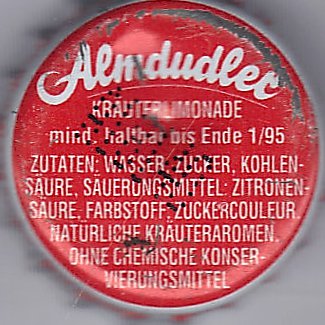 Almdudler
KRÄUTERLIMONADE
mind. haltbar bis Ende 1/95
ZUTATEN: WASSER, ZUCKER, KOHLEN-
SÄURE, SÄUERUNGSMITTEL: ZITRONEN-
SÄURE, FARBSTOFF: ZUCKERCOULEUR.
NATÜRLICHE KRÄUTERAROMEN.
OHNE CHEMISCHE KONSER-
VIERUNGSMITTEL